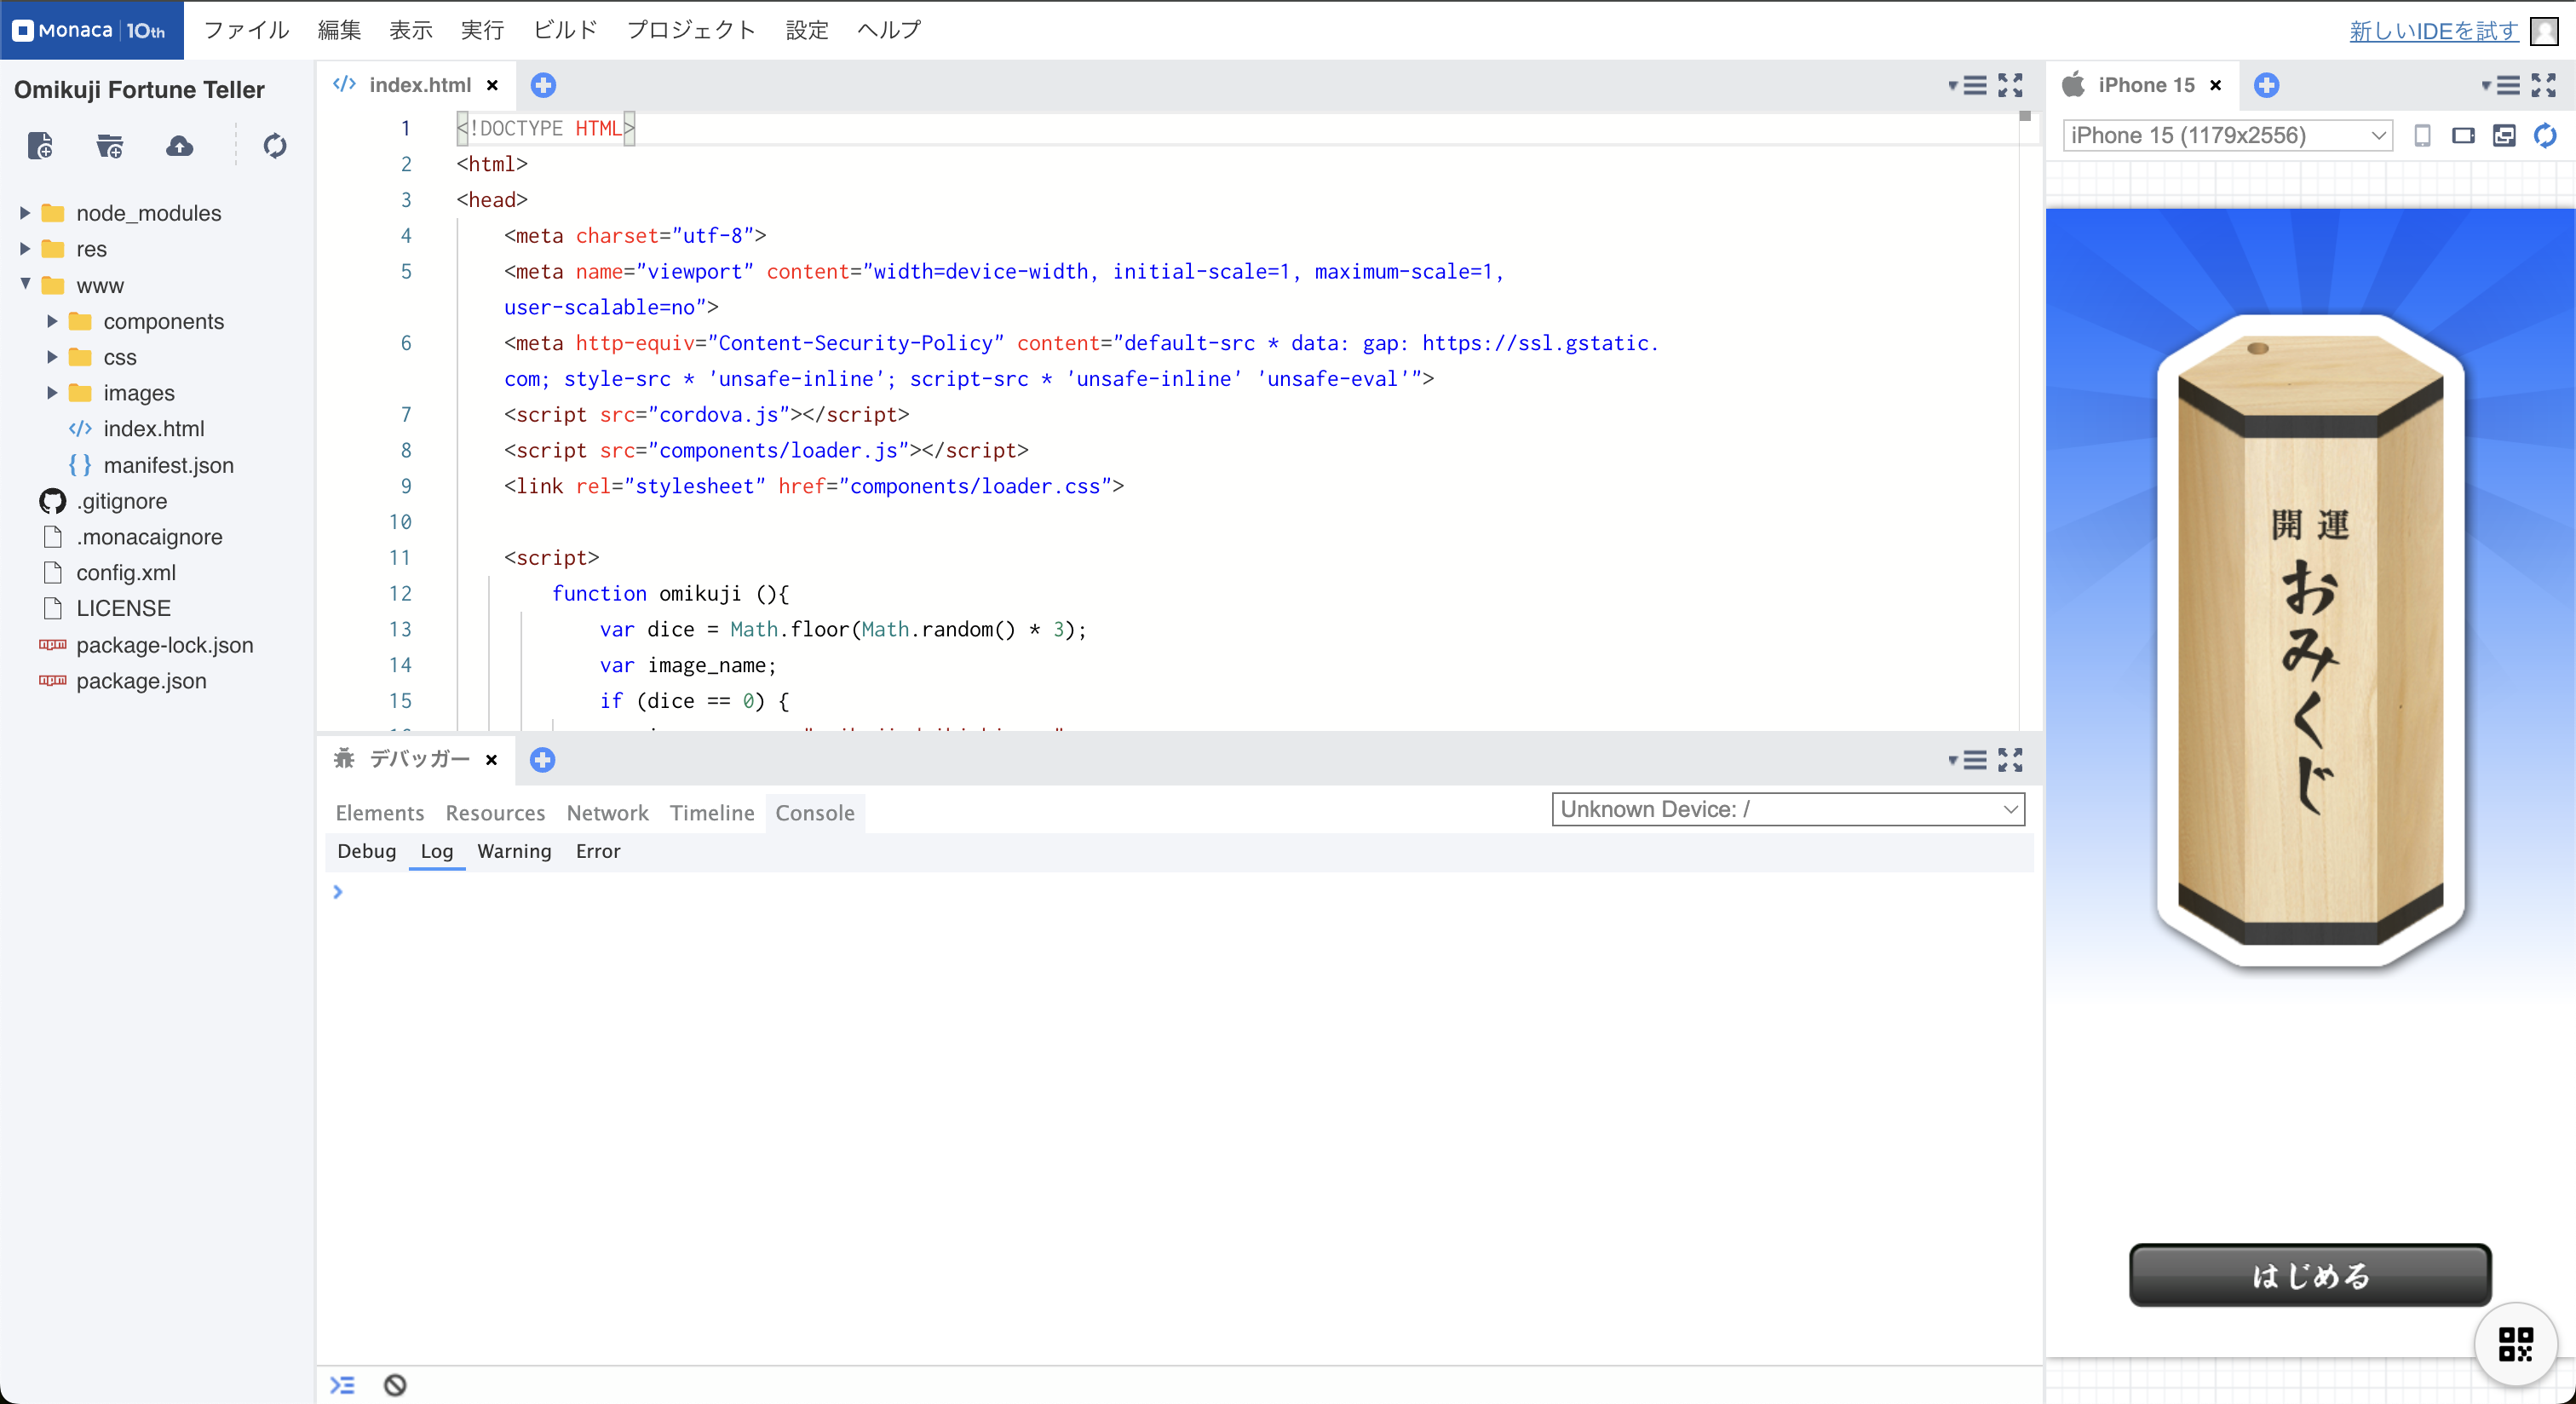 Monaca 10th ファイル 編集 表示 実行 ビルド プロジェクト 設定 ヘルプ 新しいIDEを試す
Omikuji Fortune Teller
node_modules
res
www
components
css
images
index.html
manifest.json
.gitignore
.monacaignore
config.xml
LICENSE
package-lock.json
package.json
index.html
1 <!DOCTYPE HTML>
2 <html>
3 <head>
4 <meta charset="utf-8">
5 <meta name="viewport" content="width=device-width, initial-scale=1, maximum-scale=1,
user-scalable=no">
6 <meta http-equiv="Content-Security-Policy" content="default-src * data: gap: https://ssl.gstatic.
com; style-src * 'unsafe-inline'; script-src * 'unsafe-inline' 'unsafe-eval'">
7 <script src="cordova.js"></script>
8 <script src="components/loader.js"></script>
9 <link rel="stylesheet" href="components/loader.css">
10
11 <script>
12 function omikuji (){
13 var dice = Math.floor(Math.random() * 3);
14 var image_name;
15 if (dice == 0) {
デバッガー
Elements Resources Network Timeline Console Unknown Device: /
Debug Log Warning Error
iPhone 15
iPhone 15 (1179x2556)
開運
おみくじ
はじめる